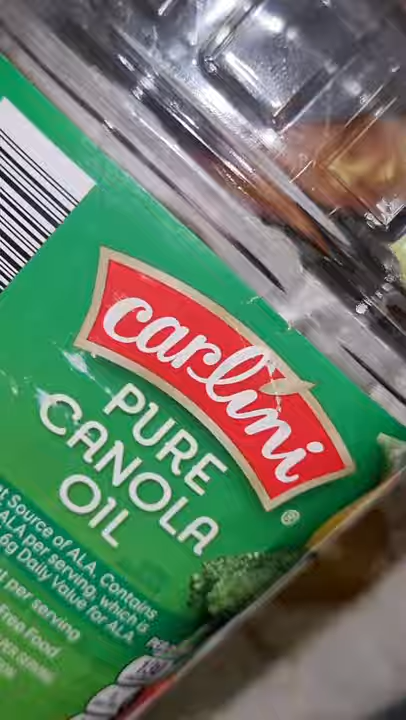 carlini
®
PURE
CANOLA
OIL
Source of ALA. Contains
ALA per serving, which is
6g Daily Value for ALA
per serving
Free Food
PER